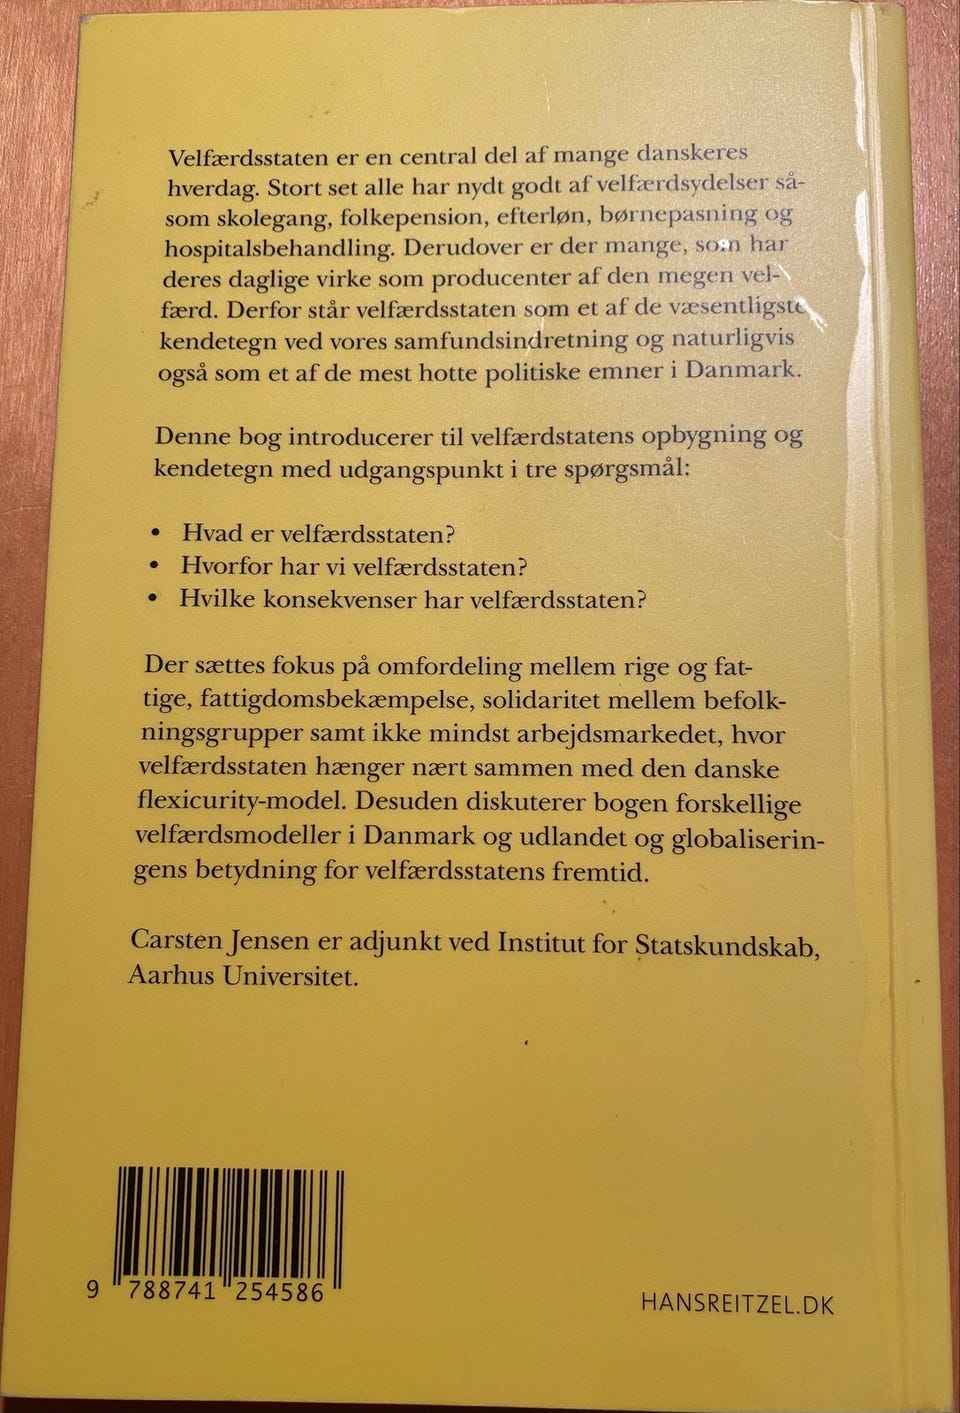 Velfærdsstaten er en central del af mange danskeres
hverdag. Stort set alle har nydt godt af velfærdsydelser så-
som skolegang, folkepension, efterløn, børnepasning og
hospitalsbehandling. Derudover er der mange, som har
deres daglige virke som producenter af den megen vel-
færd. Derfor står velfærdsstaten som et af de væsentligste
kendetegn ved vores samfundsindretning og naturligvis
også som et af de mest hotte politiske emner i Danmark.
Denne bog introducerer til velfærdstatens opbygning og
kendetegn med udgangspunkt i tre spørgsmål:
• Hvad er velfærdsstaten?
• Hvorfor har vi velfærdsstaten?
• Hvilke konsekvenser har velfærdsstaten?
Der sættes fokus på omfordeling mellem rige og fat-
tige, fattigdomsbekæmpelse, solidaritet mellem befolk-
ningsgrupper samt ikke mindst arbejdsmarkedet, hvor
velfærdsstaten hænger nært sammen med den danske
flexicurity-model. Desuden diskuterer bogen forskellige
velfærdsmodeller i Danmark og udlandet og globaliserin-
gens betydning for velfærdsstatens fremtid.
Carsten Jensen er adjunkt ved Institut for Statskundskab,
Aarhus Universitet.
9 788741 254586
HANSREITZEL.DK